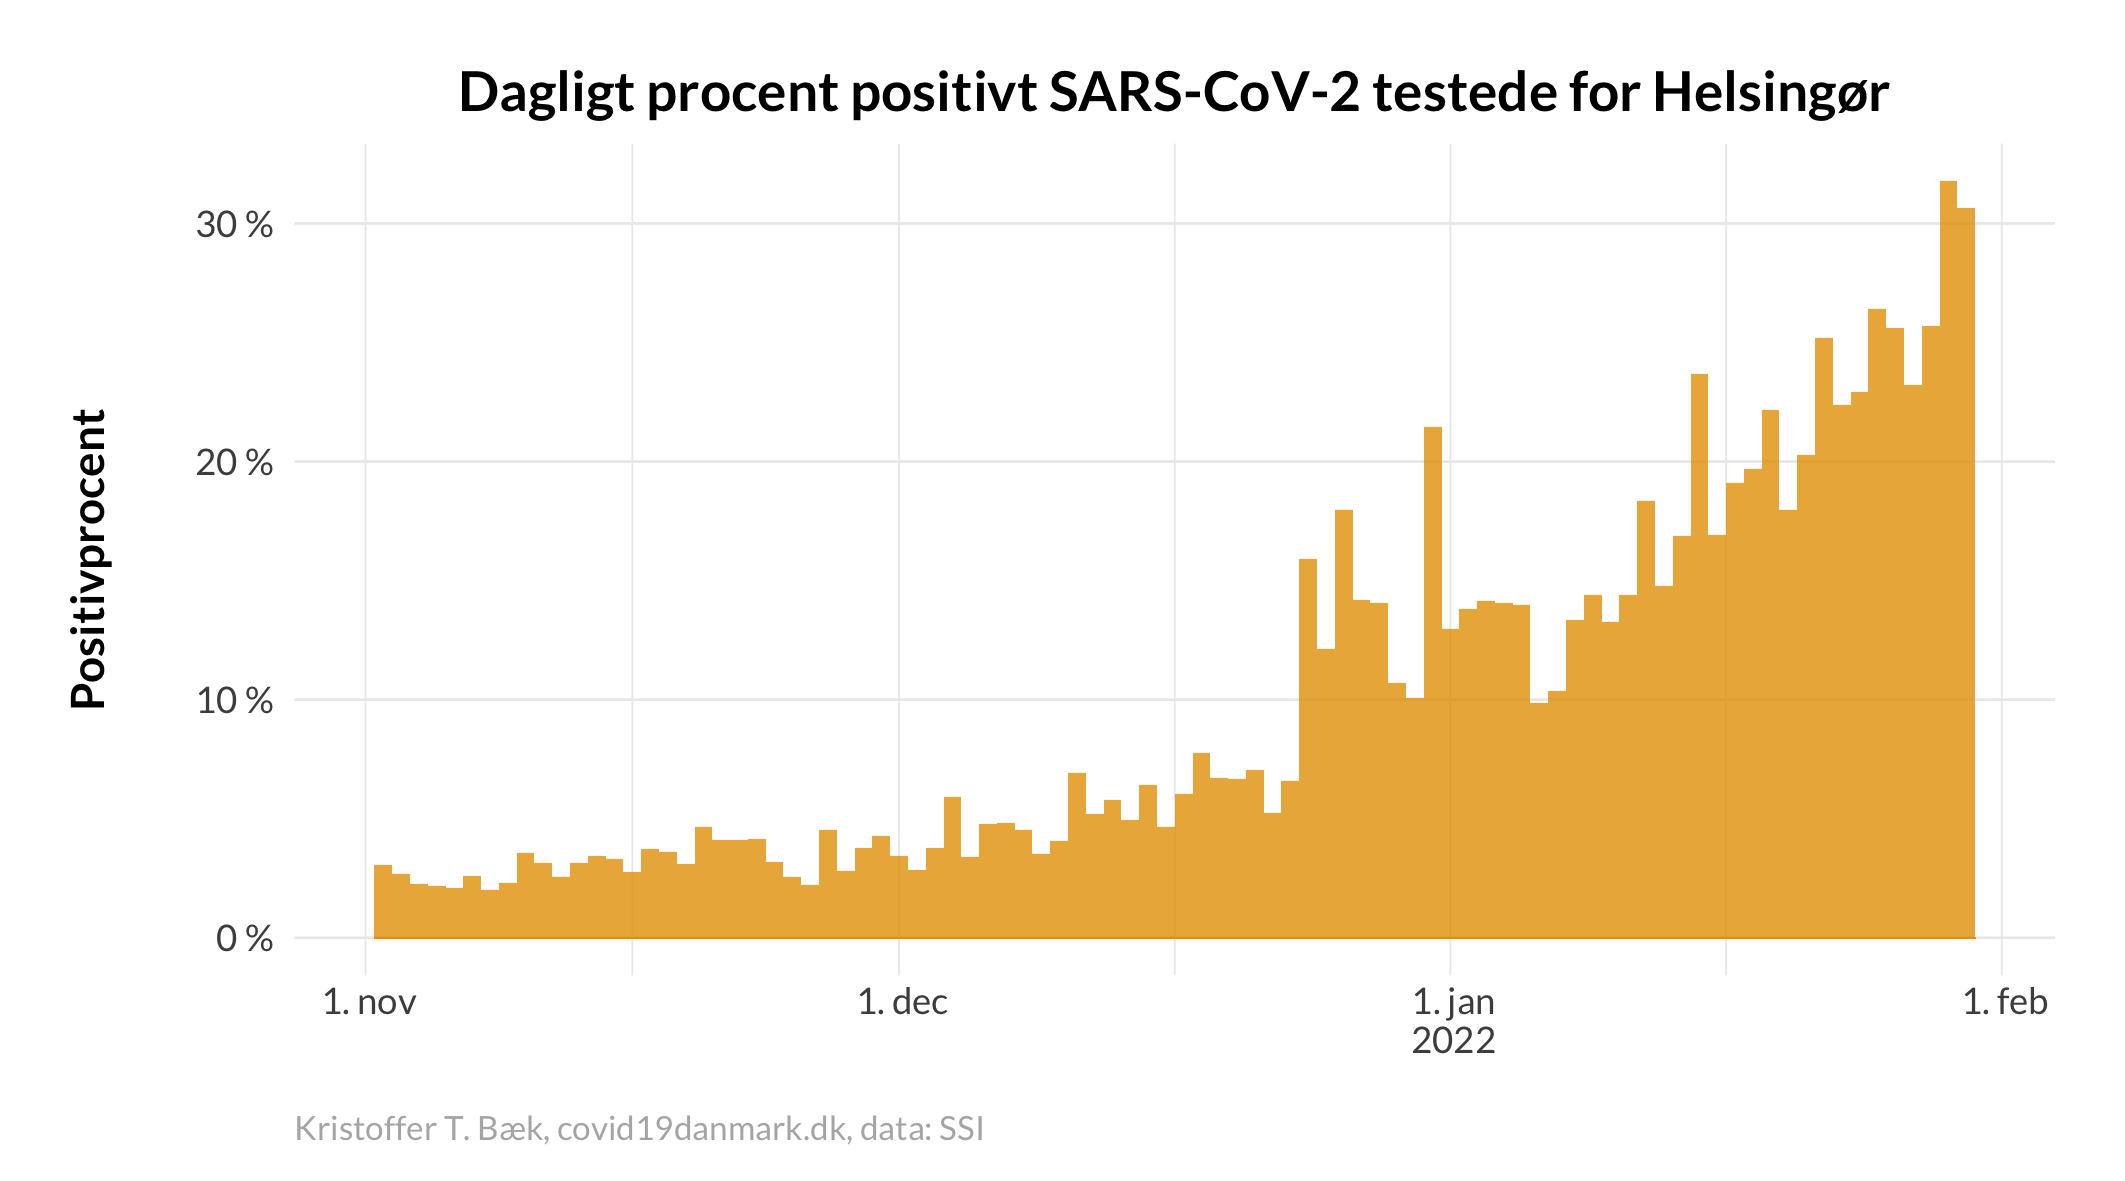 Dagligt procent positivt SARS-CoV-2 testede for Helsingør
Positivprocent
30 %
20 %
10 %
0 %
1. nov
1. dec
1. jan
2022
1. feb
Kristoffer T. Bæk, covid19danmark.dk, data: SSI